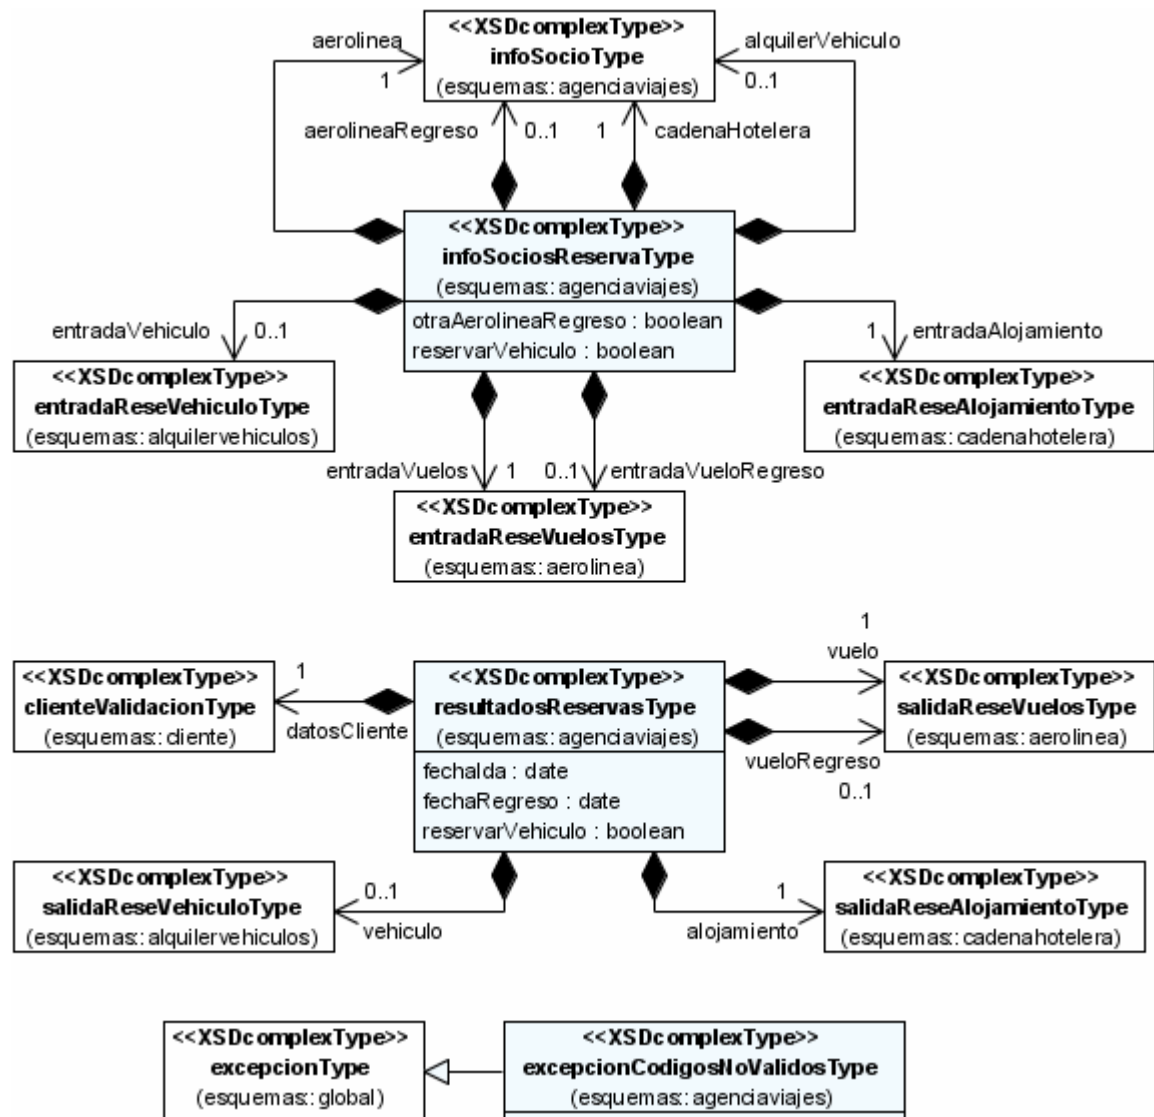 <<XSDcomplexType>>
infoSocioType
(esquemas::agenciaviajes)
aerolinea
1
alquilerVehiculo
0..1
aerolineaRegreso
0..1
1
cadenaHotelera
<<XSDcomplexType>>
infoSociosReservaType
(esquemas::agenciaviajes)
otraAerolineaRegreso : boolean
reservarVehiculo : boolean
entradaVehiculo
0..1
1
entradaAlojamiento
<<XSDcomplexType>>
entradaReseVehiculoType
(esquemas::alquilervehiculos)
<<XSDcomplexType>>
entradaReseAlojamientoType
(esquemas::cadenahotelera)
entradaVuelos
1
0..1
entradaVueloRegreso
<<XSDcomplexType>>
entradaReseVuelosType
(esquemas::aerolinea)
<<XSDcomplexType>>
clienteValidacionType
(esquemas::cliente)
1
datosCliente
<<XSDcomplexType>>
resultadosReservasType
(esquemas::agenciaviajes)
fechaIda : date
fechaRegreso : date
reservarVehiculo : boolean
1
vuelo
vueloRegreso
0..1
<<XSDcomplexType>>
salidaReseVuelosType
(esquemas::aerolinea)
<<XSDcomplexType>>
salidaReseVehiculoType
(esquemas::alquilervehiculos)
0..1
vehiculo
1
alojamiento
<<XSDcomplexType>>
salidaReseAlojamientoType
(esquemas::cadenahotelera)
<<XSDcomplexType>>
excepcionType
(esquemas::global)
<<XSDcomplexType>>
excepcionCodigosNoValidosType
(esquemas::agenciaviajes)